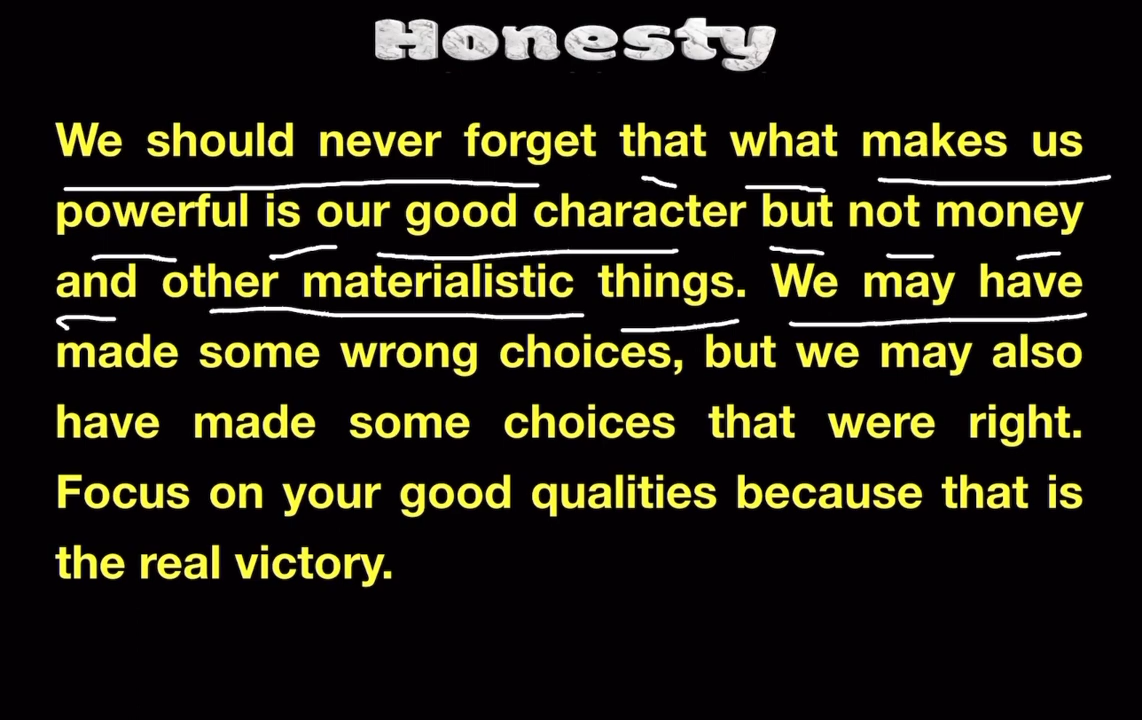 Honesty
We should never forget that what makes us
powerful is our good character but not money
and other materialistic things. We may have
made some wrong choices, but we may also
have made some choices that were right.
Focus on your good qualities because that is
the real victory.